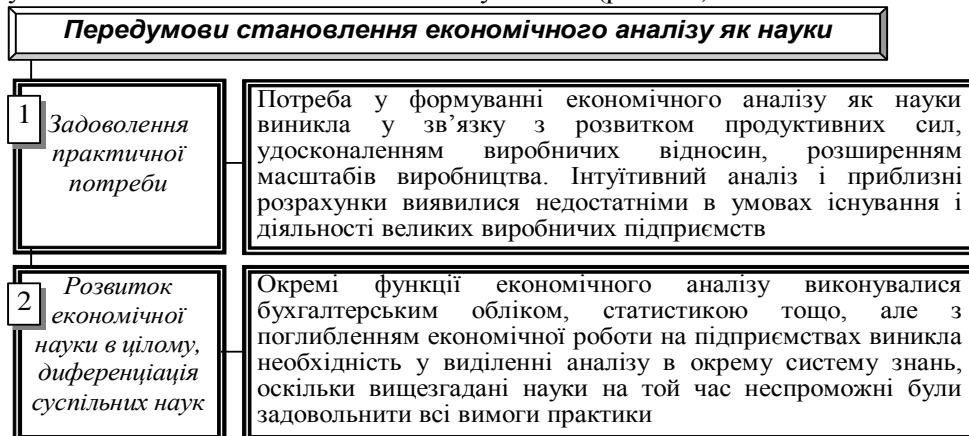 Передумови становлення економічного аналізу як науки
1
Задоволення
практичної
потреби
Потреба у формуванні економічного аналізу як науки
виникла у зв’язку з розвитком продуктивних сил,
удосконаленням виробничих відносин, розширенням
масштабів виробництва. Інтуїтивний аналіз і приблизні
розрахунки виявилися недостатніми в умовах існування і
діяльності великих виробничих підприємств
2
Розвиток
економічної
науки в цілому,
диференціація
суспільних наук
Окремі функції економічного аналізу виконувалися
бухгалтерським обліком, статистикою тощо, але з
поглибленням економічної роботи на підприємствах виникла
необхідність у виділенні аналізу в окрему систему знань,
оскільки вищезгадані науки на той час неспроможні були
задовольнити всі вимоги практики